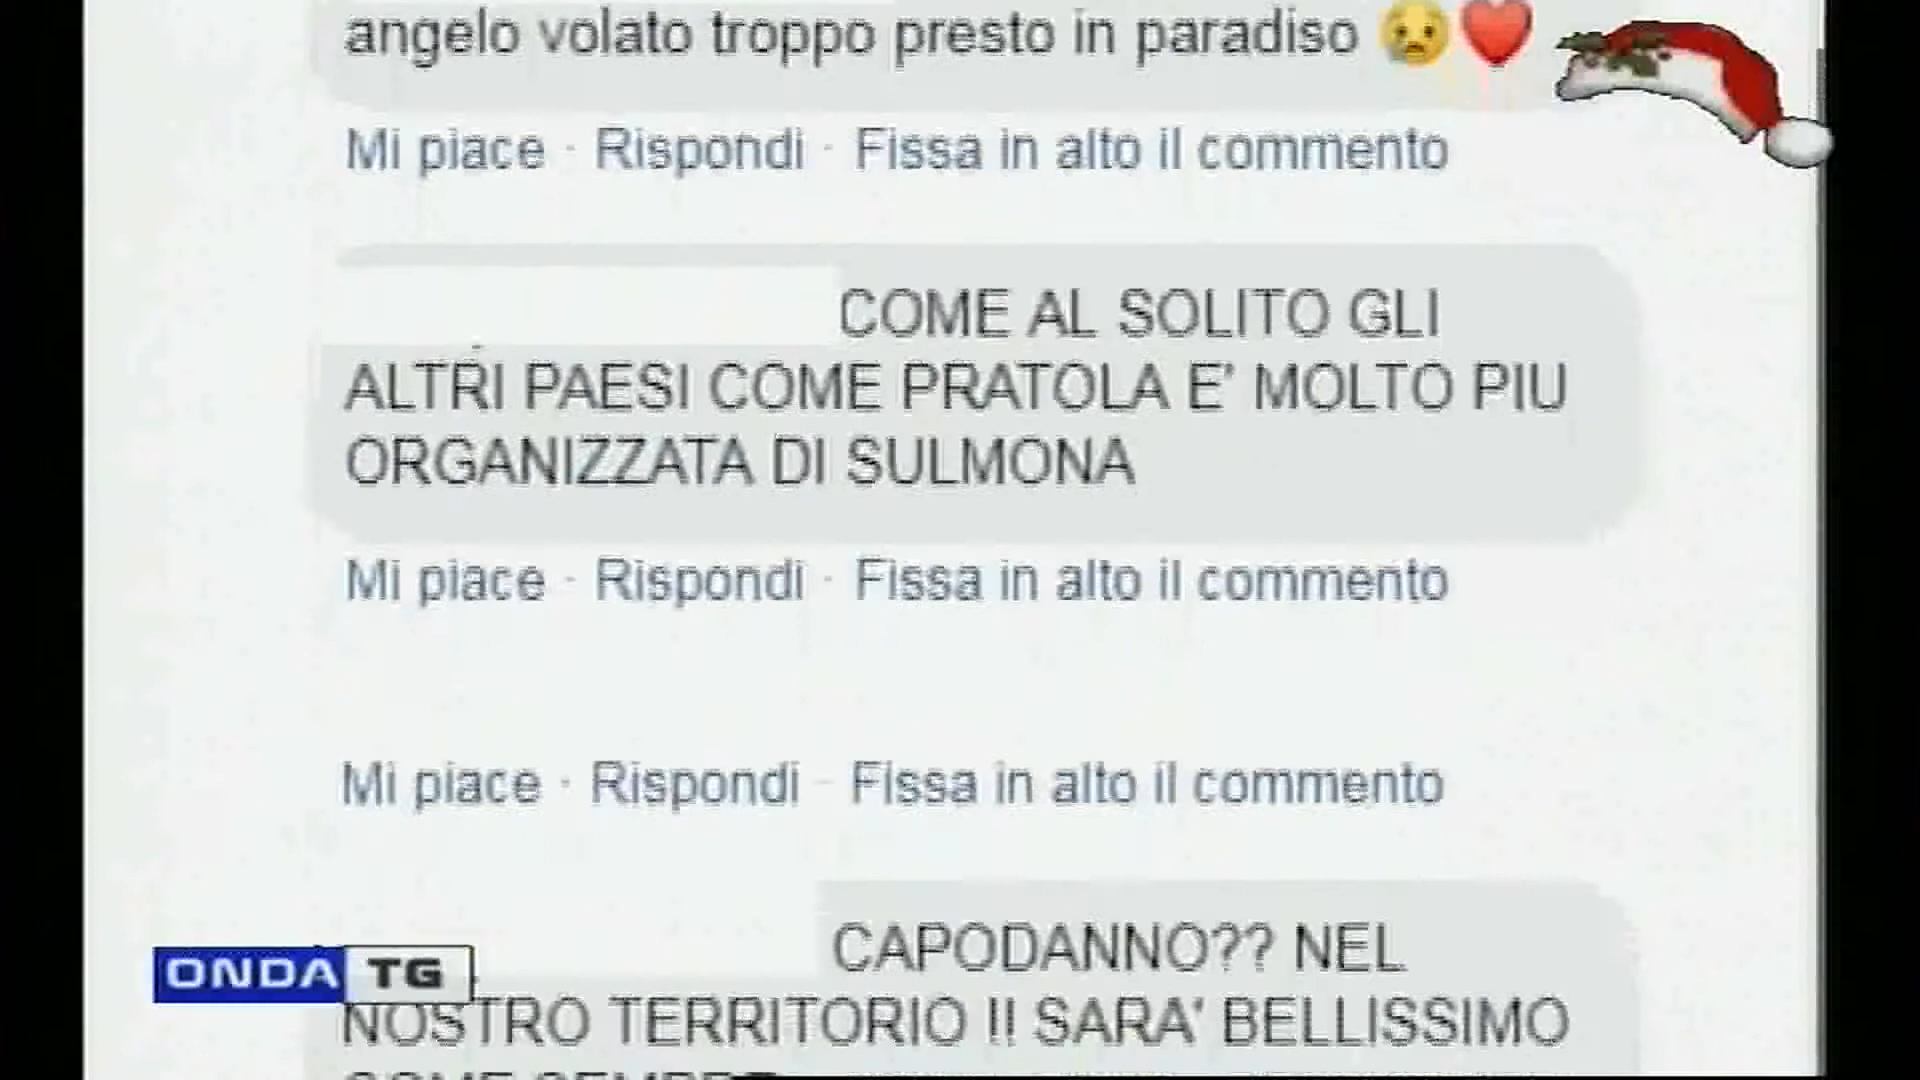 angelo volato troppo presto in paradiso 😢❤️
Mi piace · Rispondi · Fissa in alto il commento
COME AL SOLITO GLI
ALTRI PAESI COME PRATOLA E' MOLTO PIU
ORGANIZZATA DI SULMONA
Mi piace · Rispondi · Fissa in alto il commento
Mi piace · Rispondi · Fissa in alto il commento
CAPODANNO?? NEL
ONDA TG
NOSTRO TERRITORIO !! SARA' BELLISSIMO